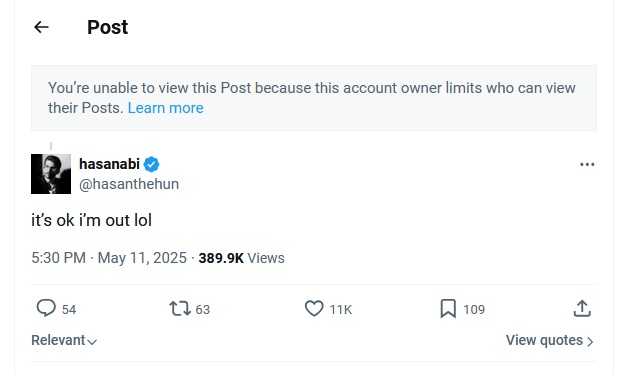 Post
You’re unable to view this Post because this account owner limits who can view
their Posts. Learn more
hasanabi
@hasanthehun
it’s ok i’m out lol
5:30 PM · May 11, 2025 · 389.9K Views
54 63 11K 109
Relevant View quotes